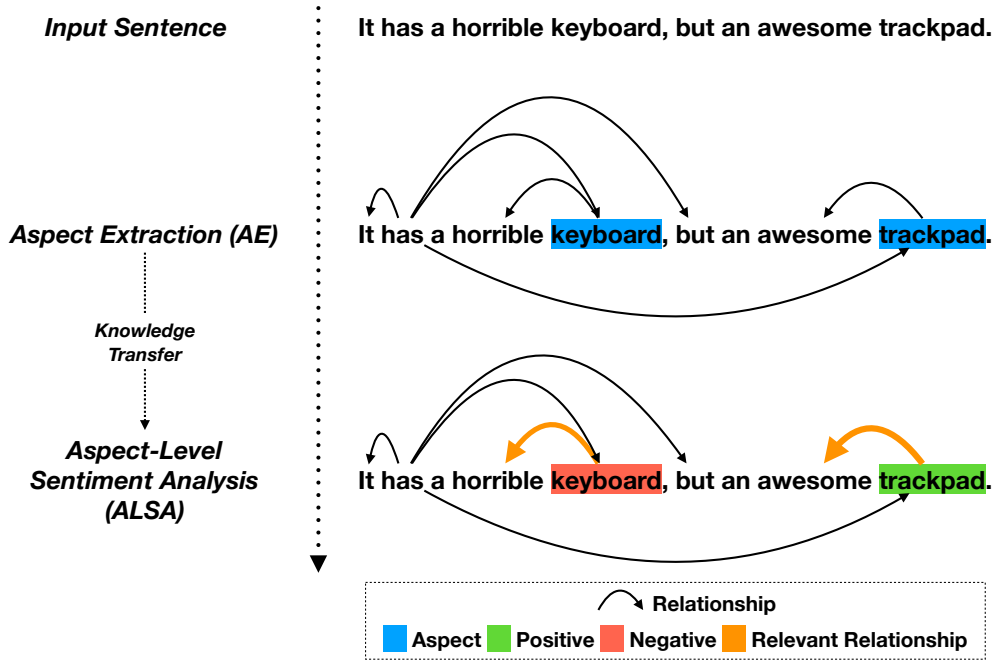 Input Sentence
It has a horrible keyboard, but an awesome trackpad.
Aspect Extraction (AE)
It has a horrible keyboard, but an awesome trackpad.
Knowledge
Transfer
Aspect-Level
Sentiment Analysis
(ALSA)
It has a horrible keyboard, but an awesome trackpad.
Relationship
Aspect Positive Negative Relevant Relationship